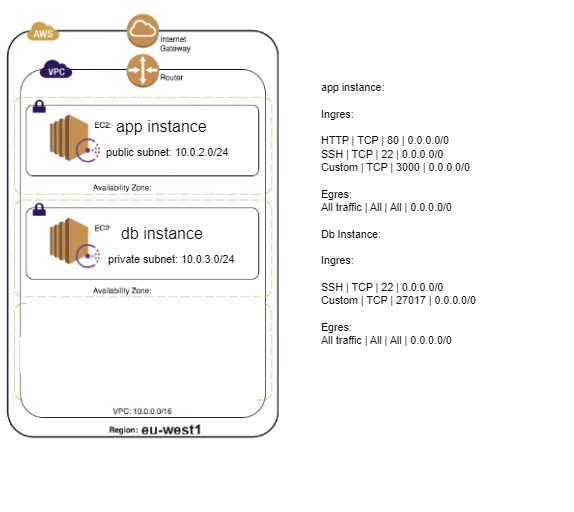 AWS
Internet
Gateway
VPC
Router
EC2: app instance
public subnet: 10.0.2.0/24
Availability Zone:
EC2: db instance
private subnet: 10.0.3.0/24
Availability Zone:
VPC: 10.0.0.0/16
Region: eu-west1
app instance:
Ingres:
HTTP | TCP | 80 | 0.0.0.0/0
SSH | TCP | 22 | 0.0.0.0/0
Custom | TCP | 3000 | 0.0.0.0/0
Egres:
All traffic | All | All | 0.0.0.0/0
Db Instance:
Ingres:
SSH | TCP | 22 | 0.0.0.0/0
Custom | TCP | 27017 | 0.0.0.0/0
Egres:
All traffic | All | All | 0.0.0.0/0